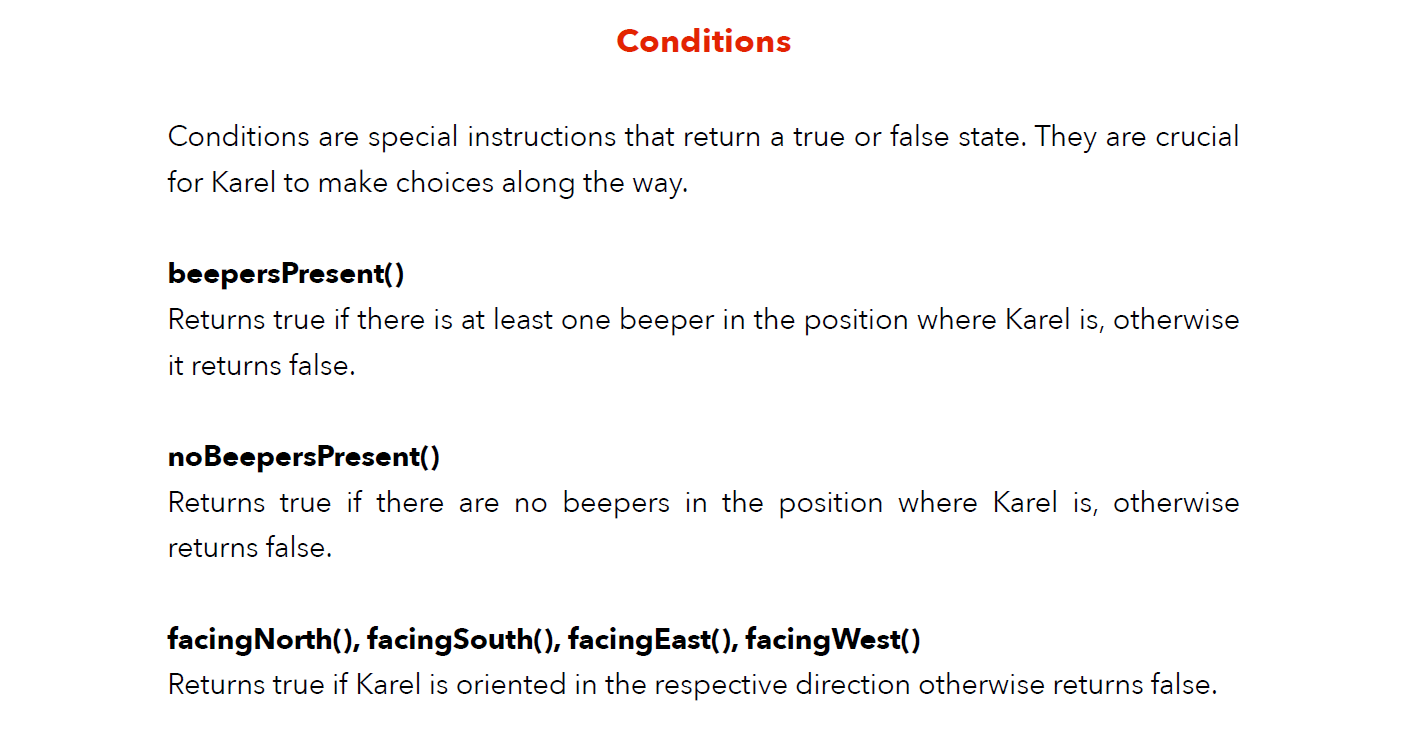 Conditions
Conditions are special instructions that return a true or false state. They are crucial
for Karel to make choices along the way.
beepersPresent()
Returns true if there is at least one beeper in the position where Karel is, otherwise
it returns false.
noBeepersPresent()
Returns true if there are no beepers in the position where Karel is, otherwise
returns false.
facingNorth(), facingSouth(), facingEast(), facingWest()
Returns true if Karel is oriented in the respective direction otherwise returns false.